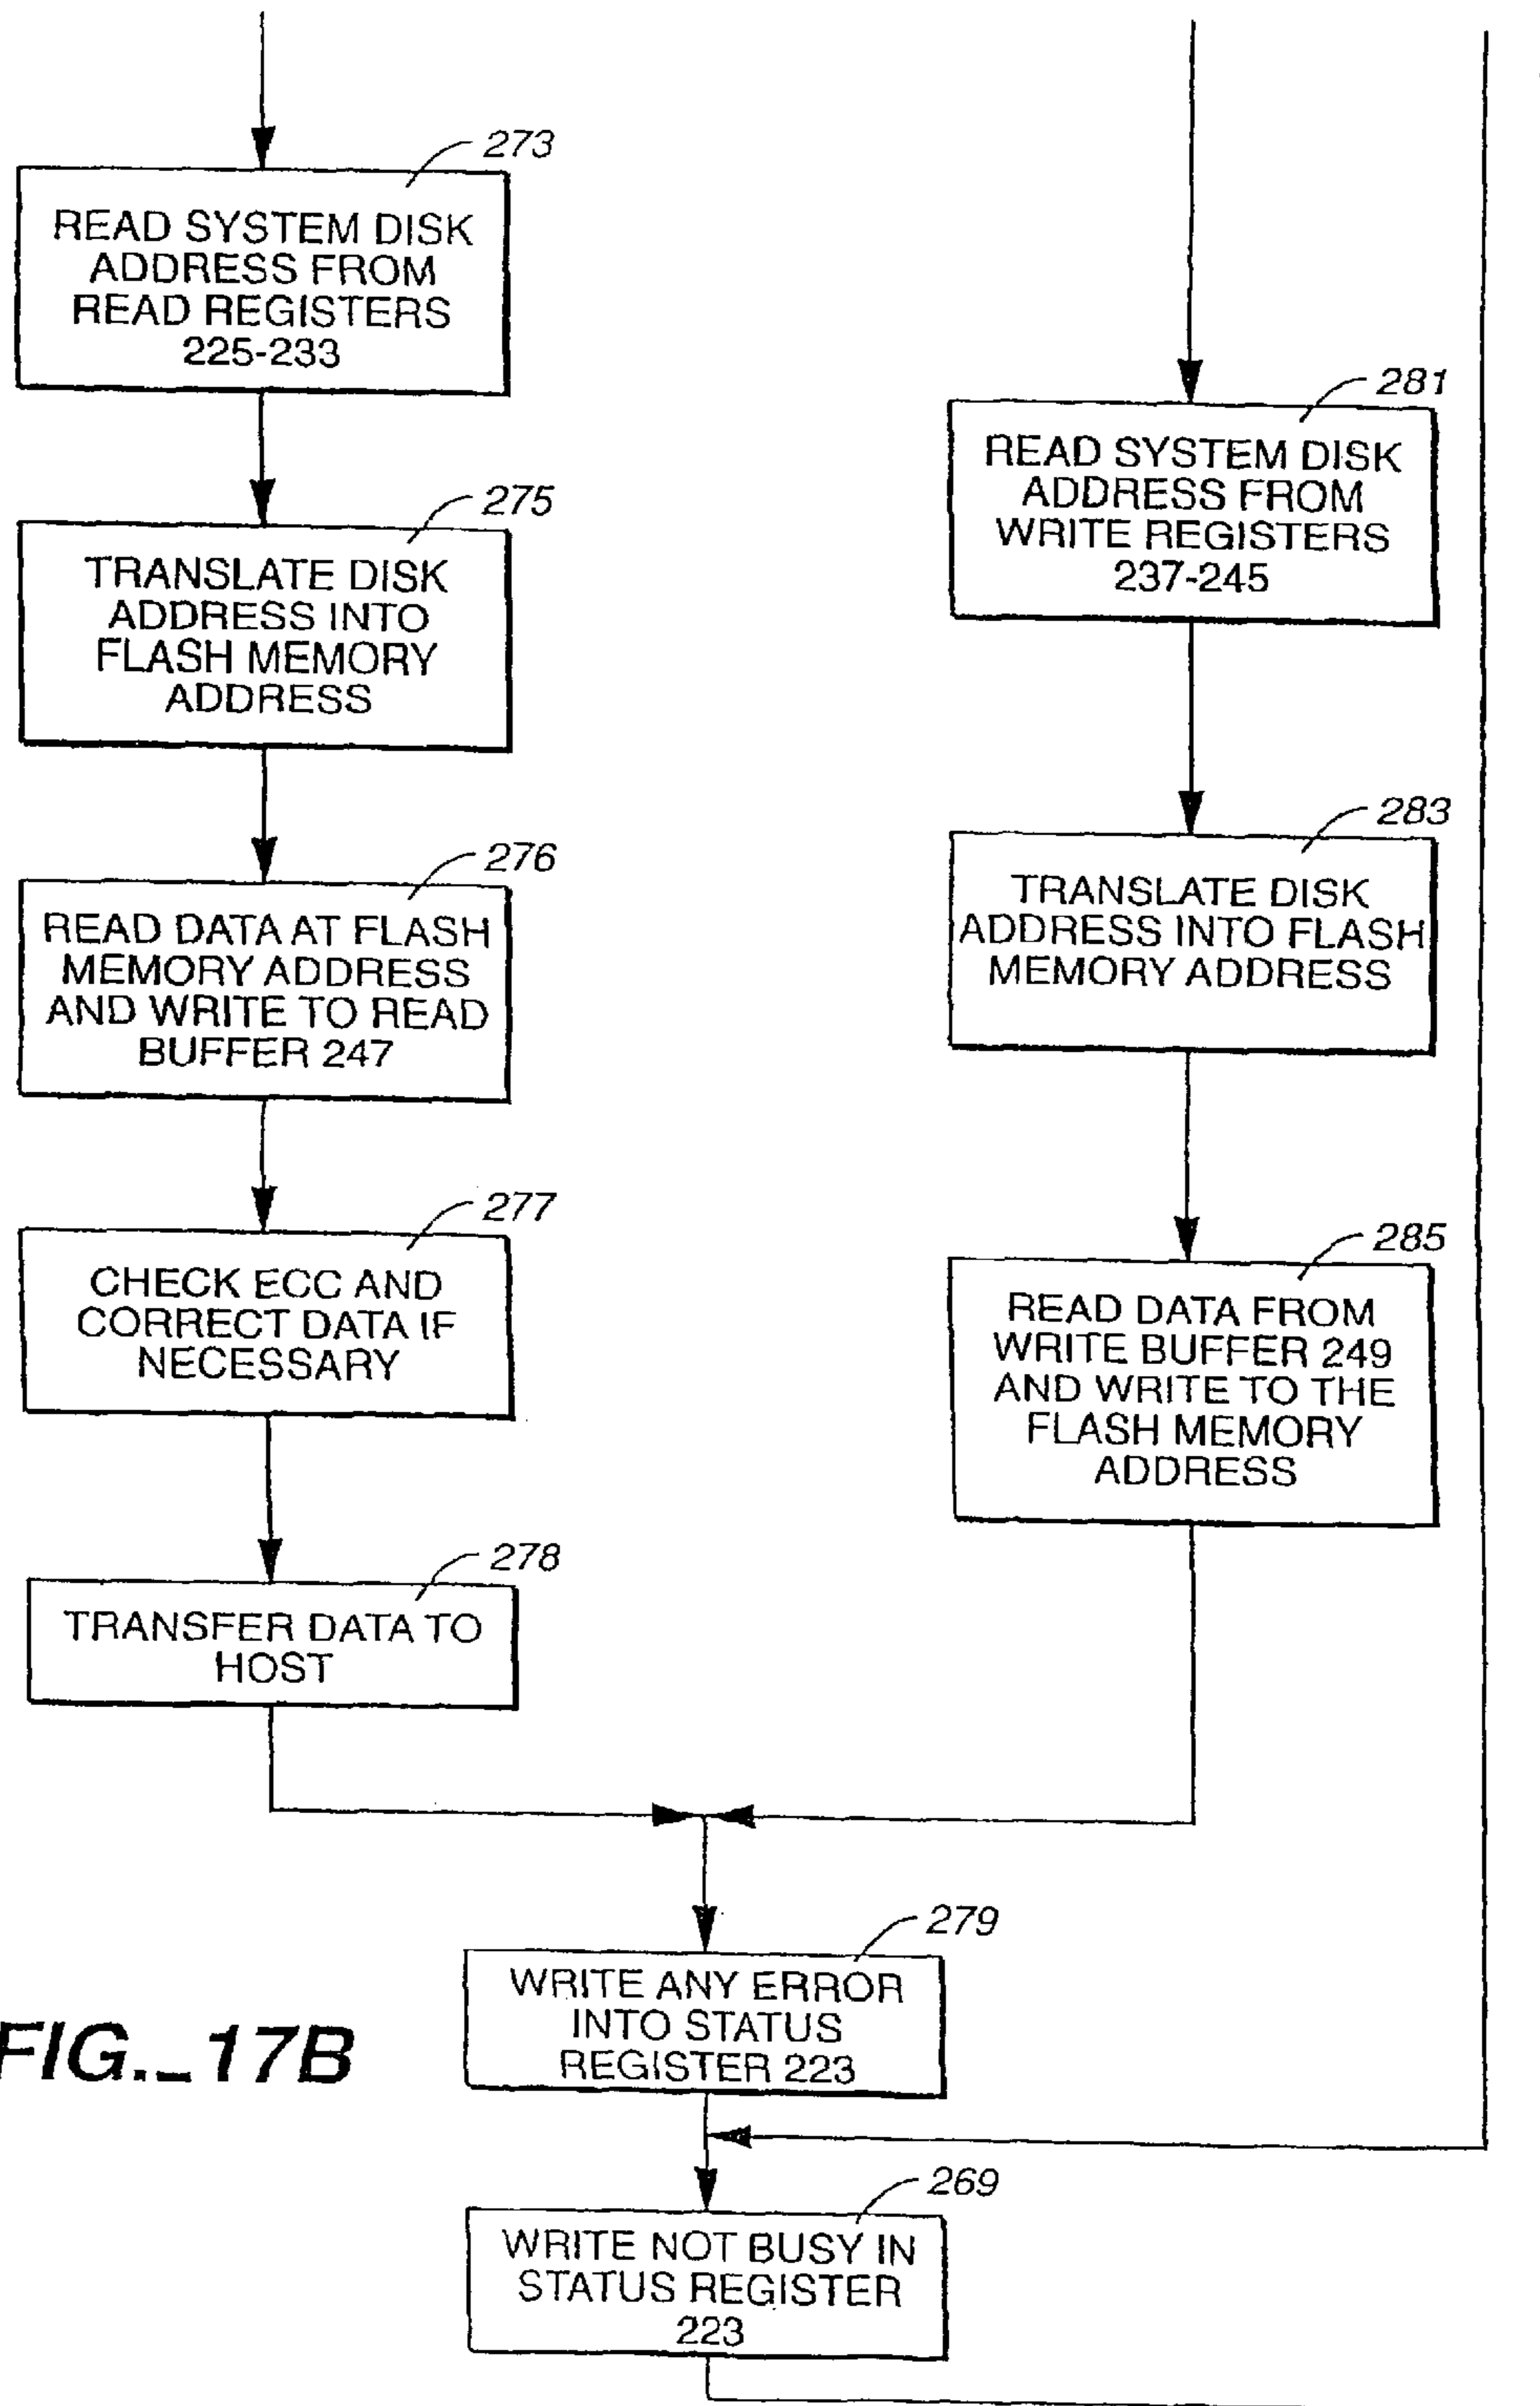 273
READ SYSTEM DISK
ADDRESS FROM
READ REGISTERS
225-233
275
TRANSLATE DISK
ADDRESS INTO
FLASH MEMORY
ADDRESS
276
READ DATA AT FLASH
MEMORY ADDRESS
AND WRITE TO READ
BUFFER 247
277
CHECK ECC AND
CORRECT DATA IF
NECESSARY
278
TRANSFER DATA TO
HOST
281
READ SYSTEM DISK
ADDRESS FROM
WRITE REGISTERS
237-245
283
TRANSLATE DISK
ADDRESS INTO FLASH
MEMORY ADDRESS
285
READ DATA FROM
WRITE BUFFER 249
AND WRITE TO THE
FLASH MEMORY
ADDRESS
279
WRITE ANY ERROR
INTO STATUS
REGISTER 223
269
WRITE NOT BUSY IN
STATUS REGISTER
223
FIG._17B